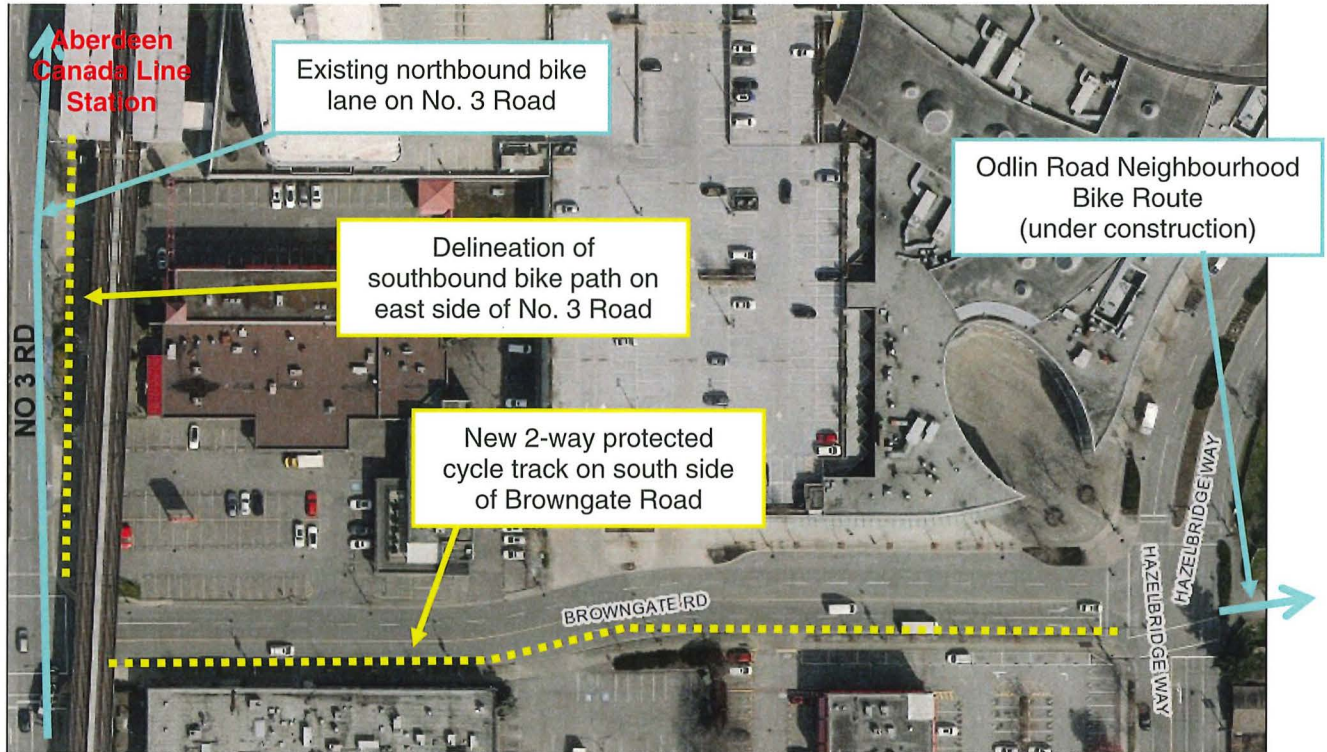 Aberdeen
Canada Line
Station
Existing northbound bike
lane on No. 3 Road
Odlin Road Neighbourhood
Bike Route
(under construction)
Delineation of
southbound bike path on
east side of No. 3 Road
NO 3 RD
New 2-way protected
cycle track on south side
of Browngate Road
BROWNGATE RD
HAZELBRIDGE WAY
HAZELBRIDGE WAY